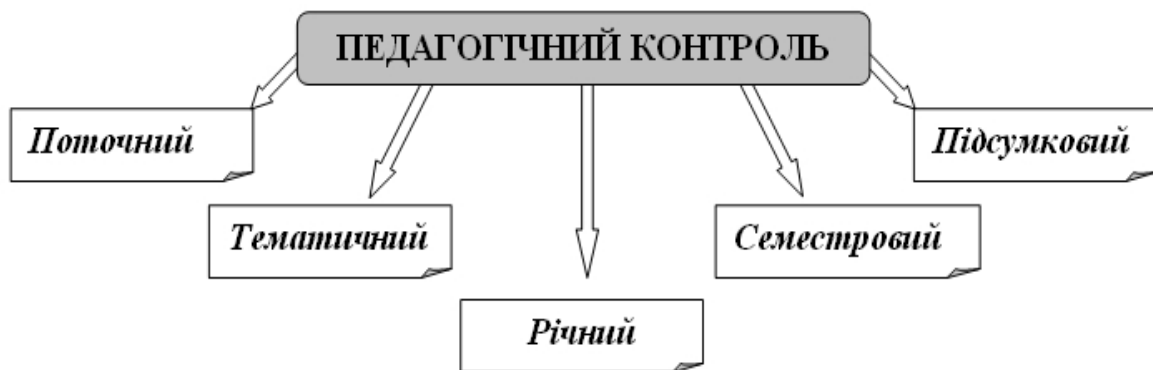 ПЕДАГОГІЧНИЙ КОНТРОЛЬ
Поточний
Підсумковий
Тематичний
Семестровий
Річний